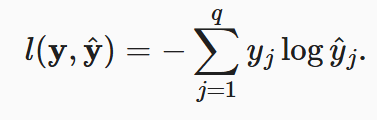 l(𝐲, 𝐲̂) = − ∑_{j=1}^{q} y_j log ŷ_j.